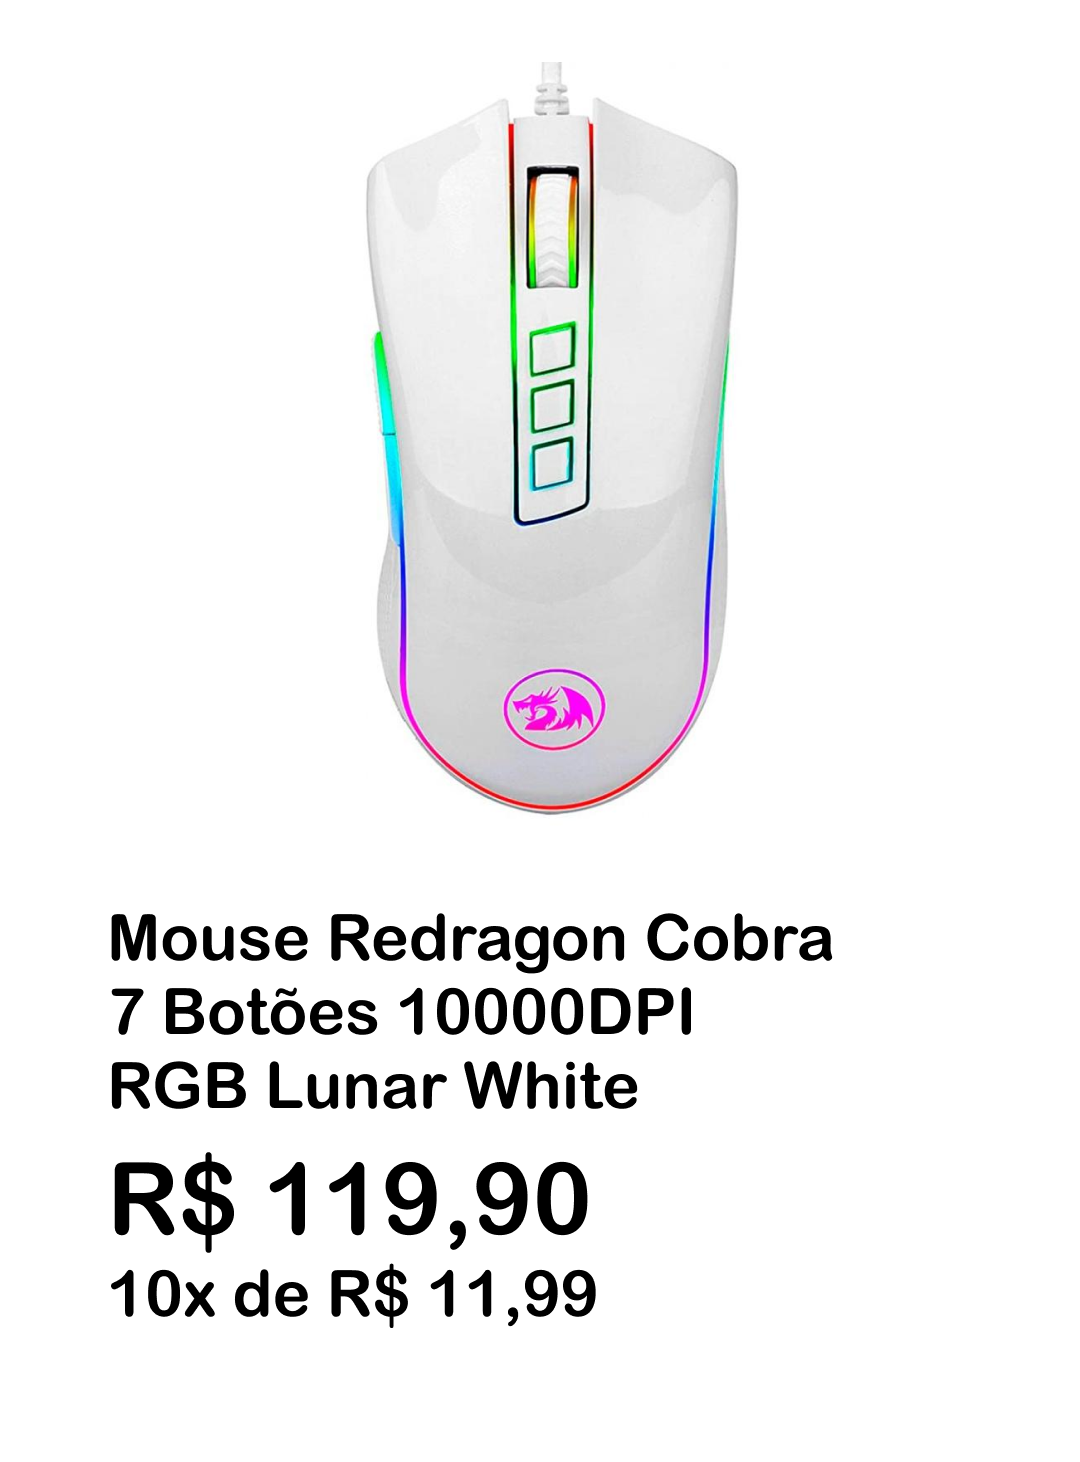 Mouse Redragon Cobra
7 Botões 10000DPI
RGB Lunar White
R$ 119,90
10x de R$ 11,99